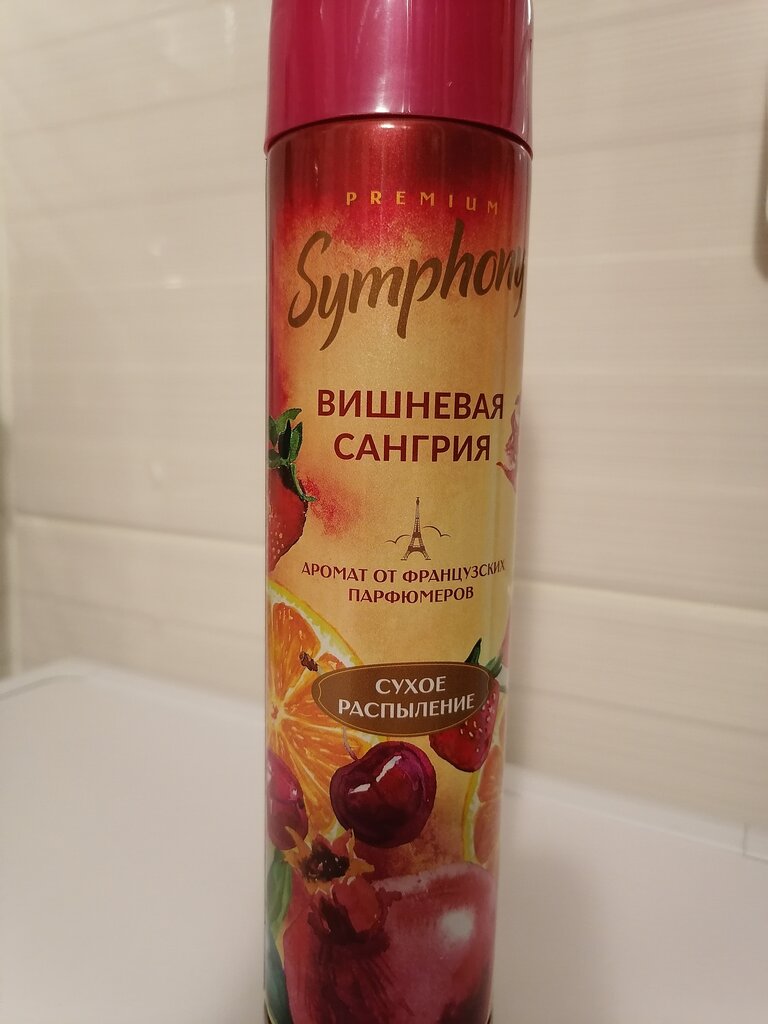 PREMIUM
Symphony
ВИШНЕВАЯ
САНГРИЯ
АРОМАТ ОТ ФРАНЦУЗСКИХ
ПАРФЮМЕРОВ
СУХОЕ
РАСПЫЛЕНИЕ